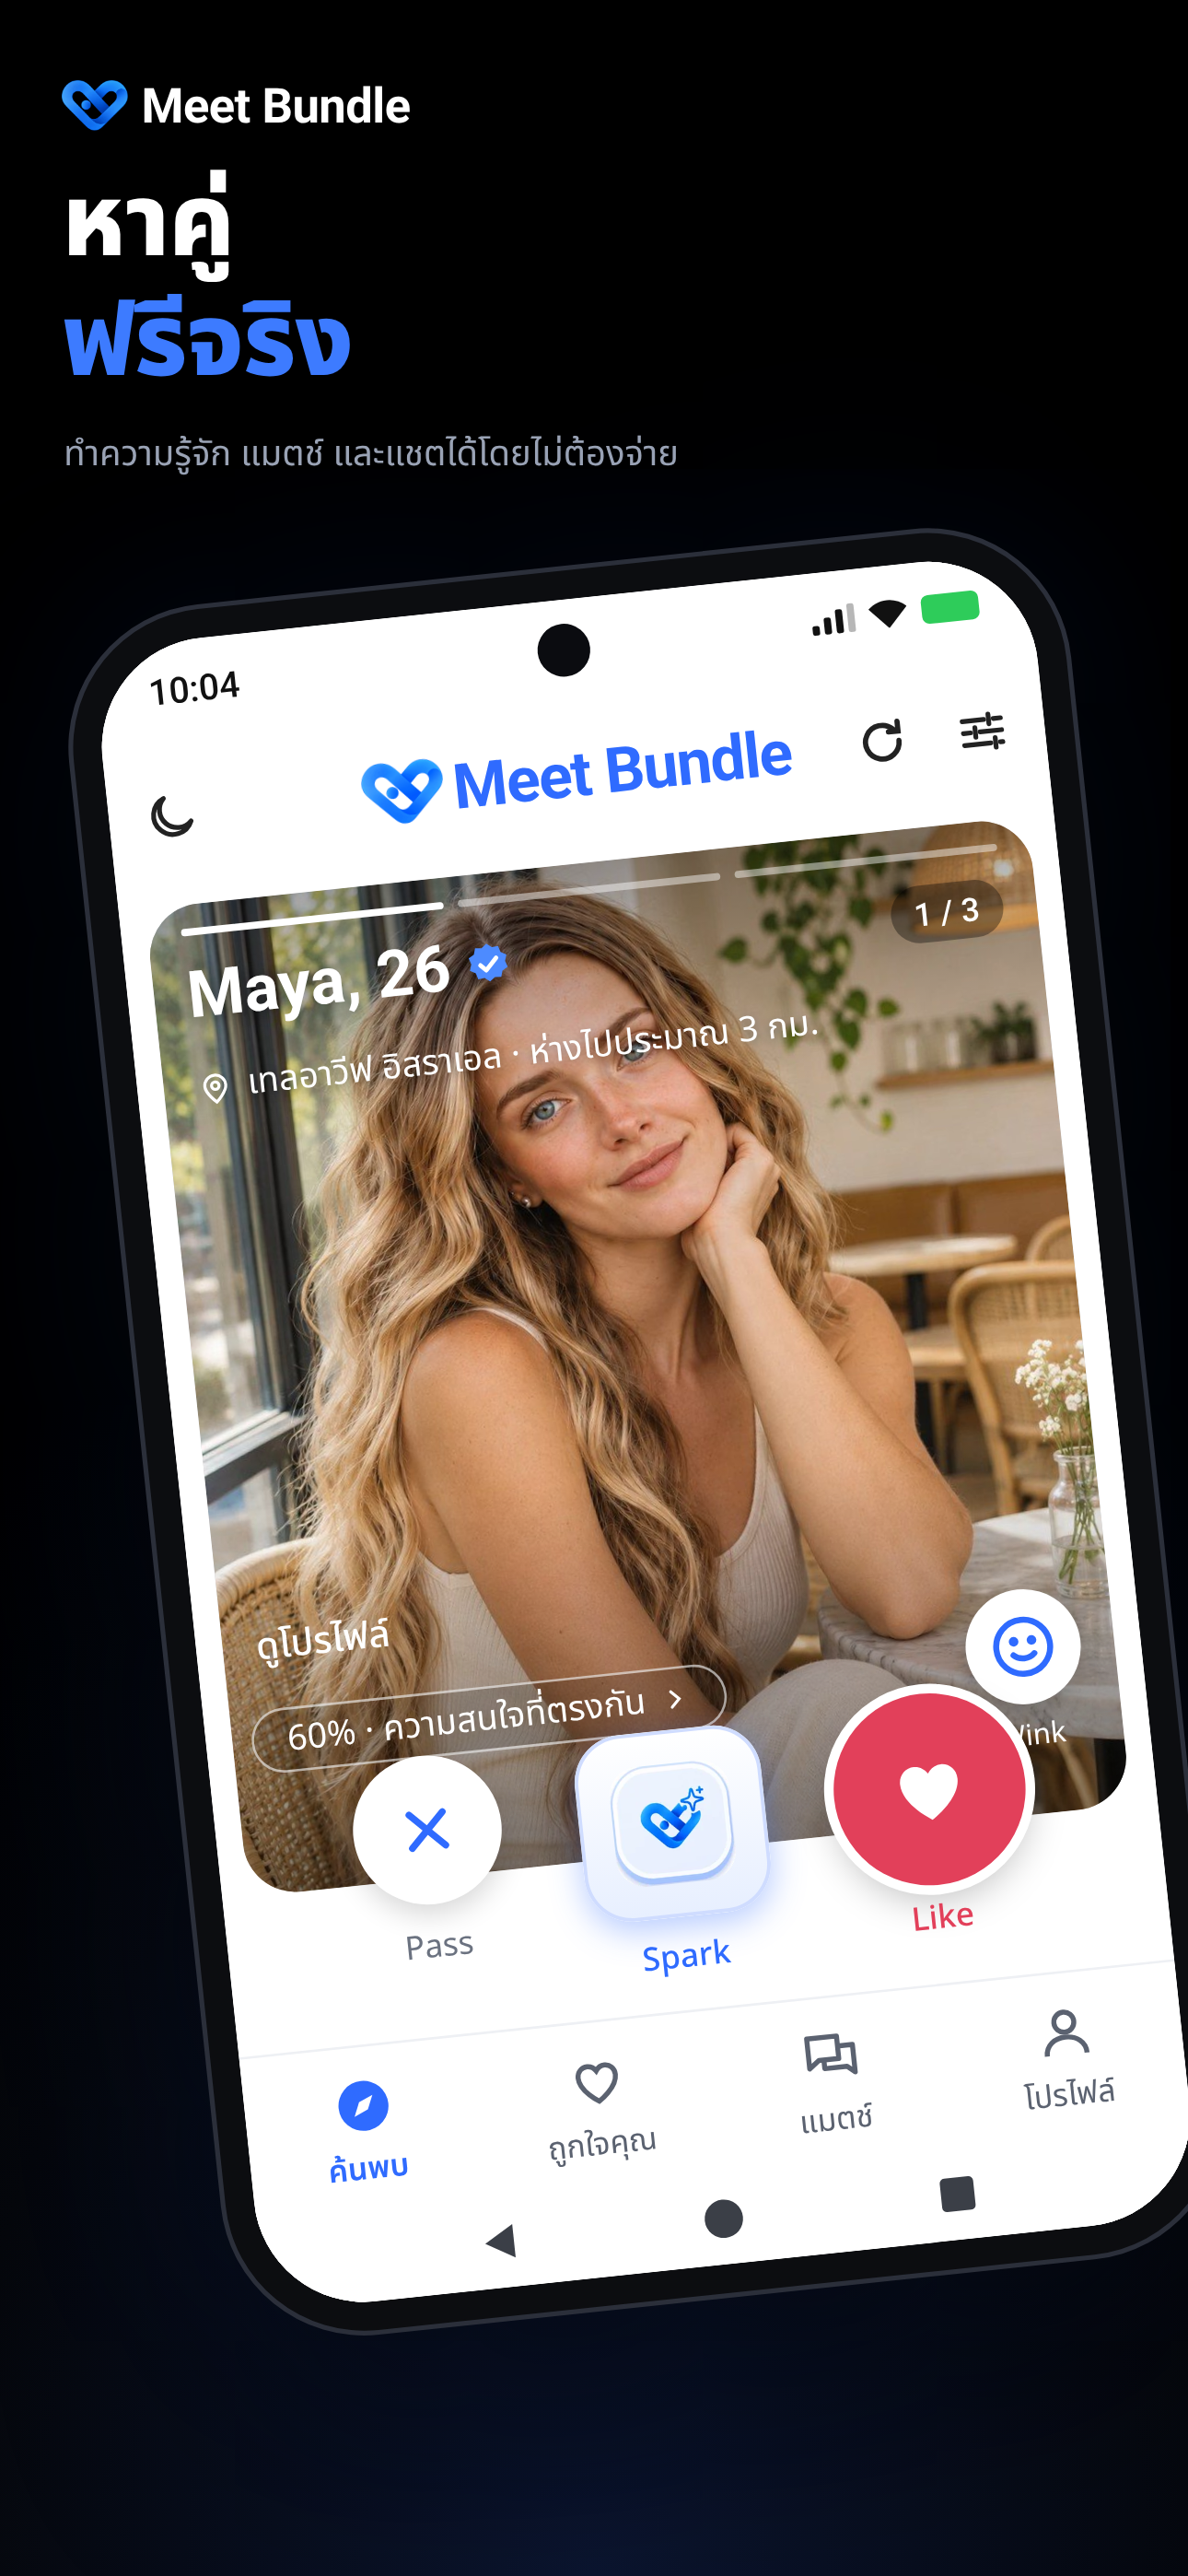 Meet Bundle
หาคู่
ฟรีจริง
ทำความรู้จัก แมตช์ และแชตได้โดยไม่ต้องจ่าย
10:04
Meet Bundle
1 / 3
Maya, 26
เทลอาวีฟ อิสราเอล · ห่างไปประมาณ 3 กม.
ดูโปรไฟล์
60% · ความสนใจที่ตรงกัน
Pass
Spark
Like
ค้นพบ
ถูกใจคุณ
แมตช์
โปรไฟล์